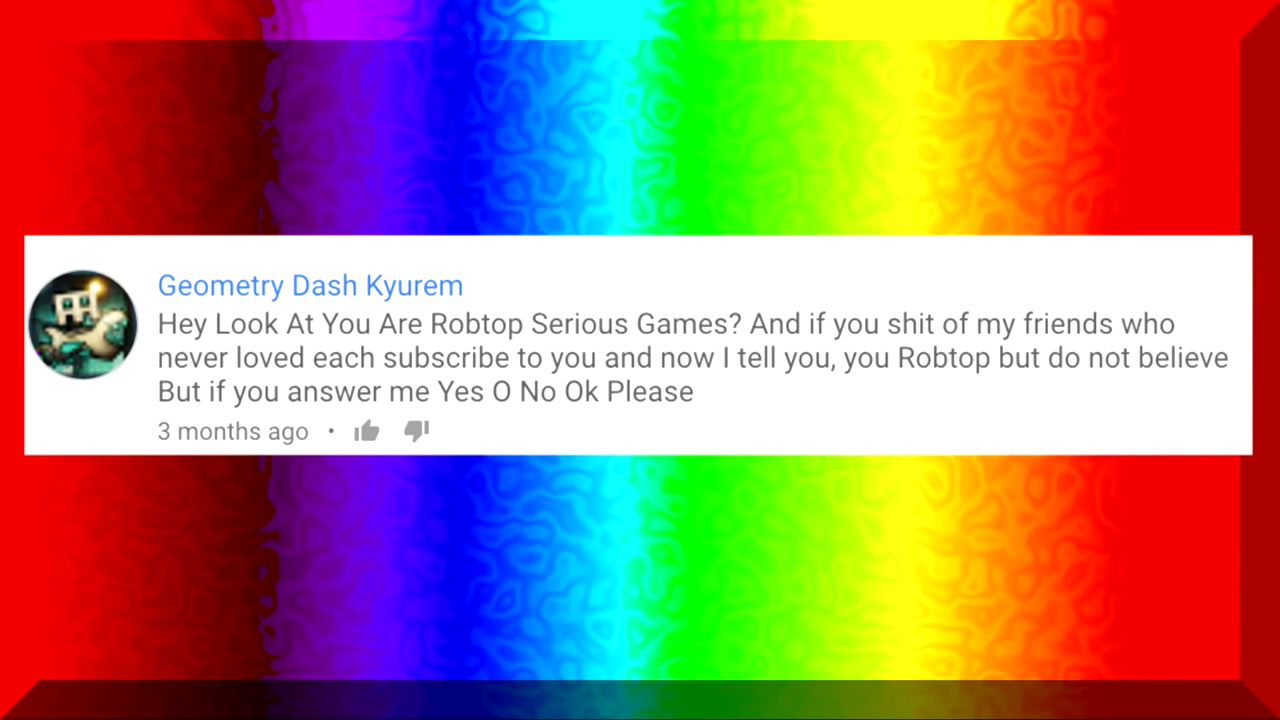 Geometry Dash Kyurem
Hey Look At You Are Robtop Serious Games? And if you shit of my friends who
never loved each subscribe to you and now I tell you, you Robtop but do not believe
But if you answer me Yes O No Ok Please
3 months ago •